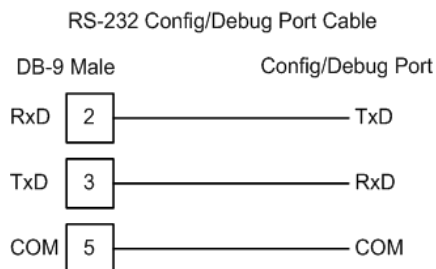 RS-232 Config/Debug Port Cable
DB-9 Male Config/Debug Port
RxD 2 TxD
TxD 3 RxD
COM 5 COM